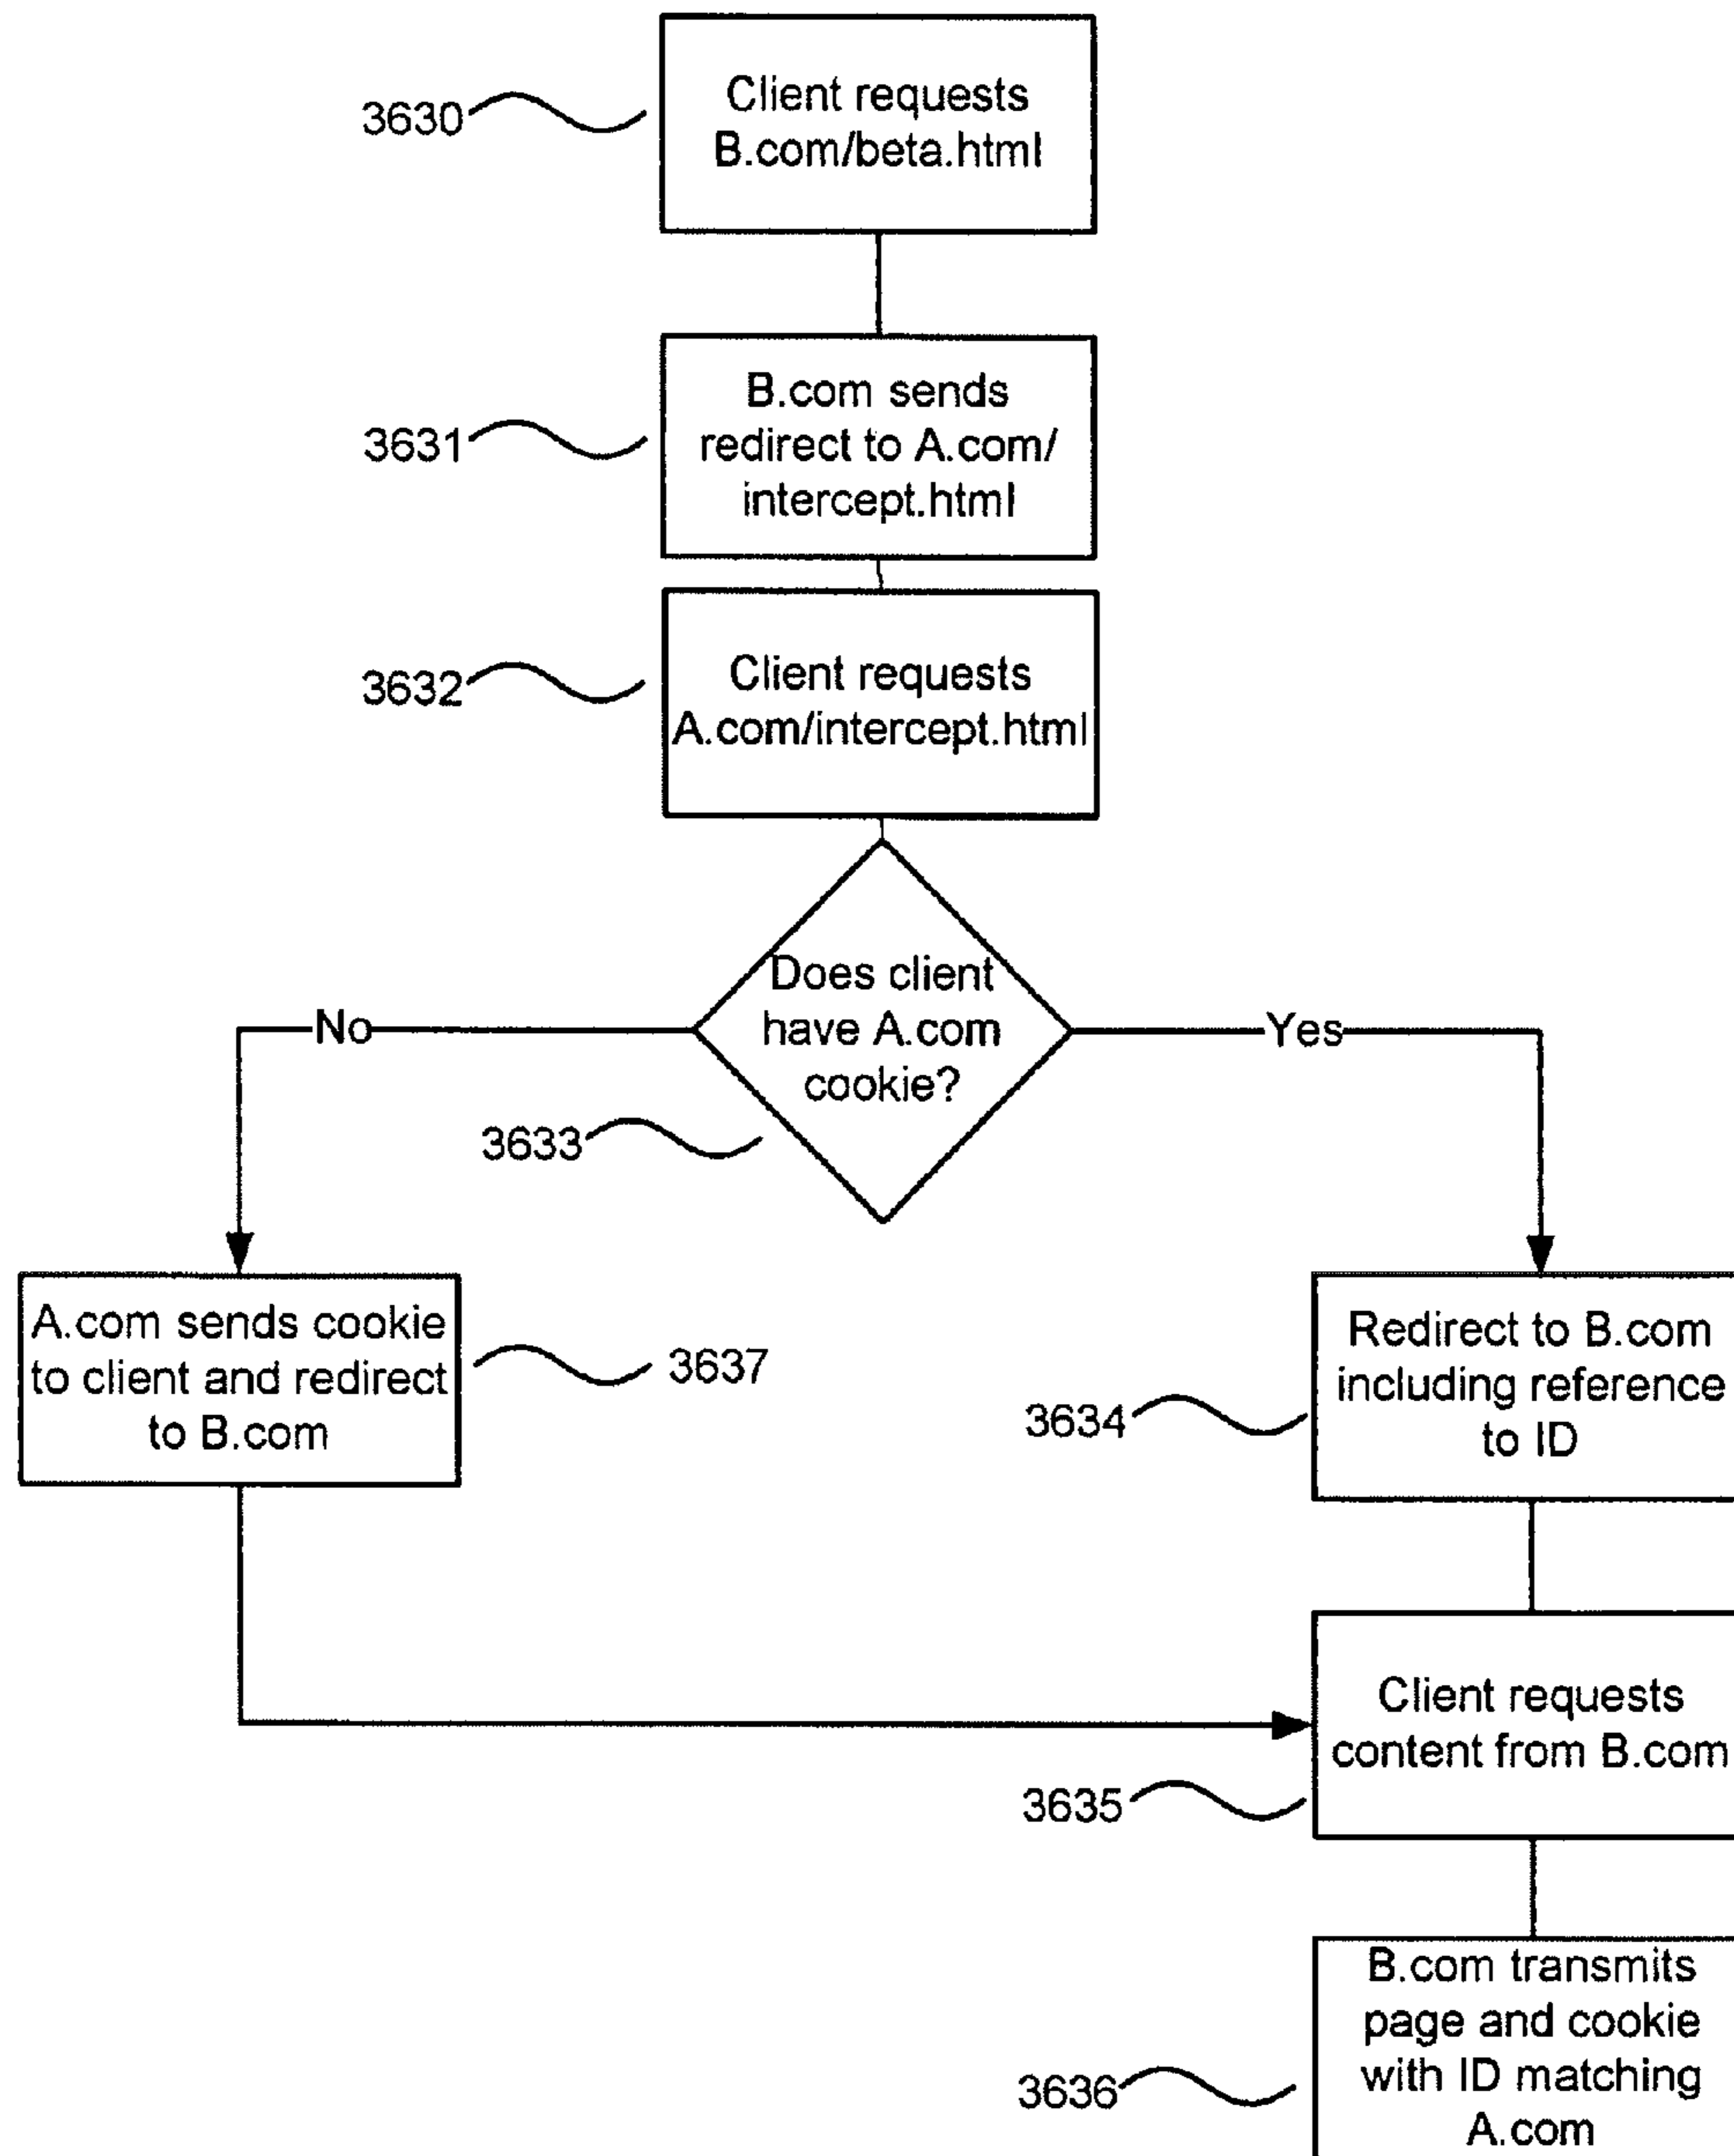 3630
Client requests
B.com/beta.html
3631
B.com sends
redirect to A.com/
intercept.html
3632
Client requests
A.com/intercept.html
Does client
have A.com
cookie?
No
Yes
3633
A.com sends cookie
to client and redirect
to B.com
3637
3634
Redirect to B.com
including reference
to ID
Client requests
content from B.com
3635
B.com transmits
page and cookie
with ID matching
A.com
3636